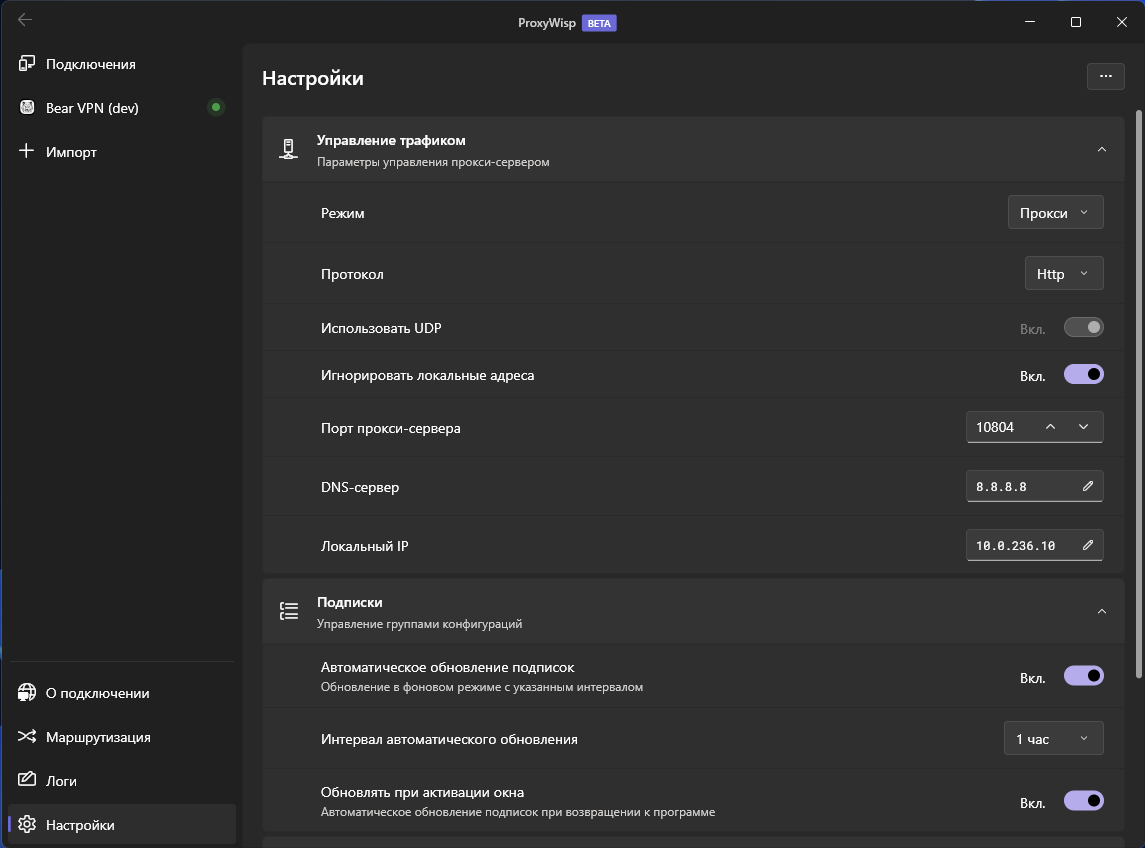 ProxyWisp BETA
Подключения
Bear VPN (dev)
Импорт
Настройки
...
Управление трафиком
Параметры управления прокси-сервером
Режим
Прокси
Протокол
Http
Использовать UDP
Вкл.
Игнорировать локальные адреса
Вкл.
Порт прокси-сервера
10804
DNS-сервер
8.8.8.8
Локальный IP
10.0.236.10
Подписки
Управление группами конфигураций
Автоматическое обновление подписок
Обновление в фоновом режиме с указанным интервалом
Вкл.
Интервал автоматического обновления
1 час
Обновлять при активации окна
Автоматическое обновление подписок при возвращении к программе
Вкл.
О подключении
Маршрутизация
Логи
Настройки